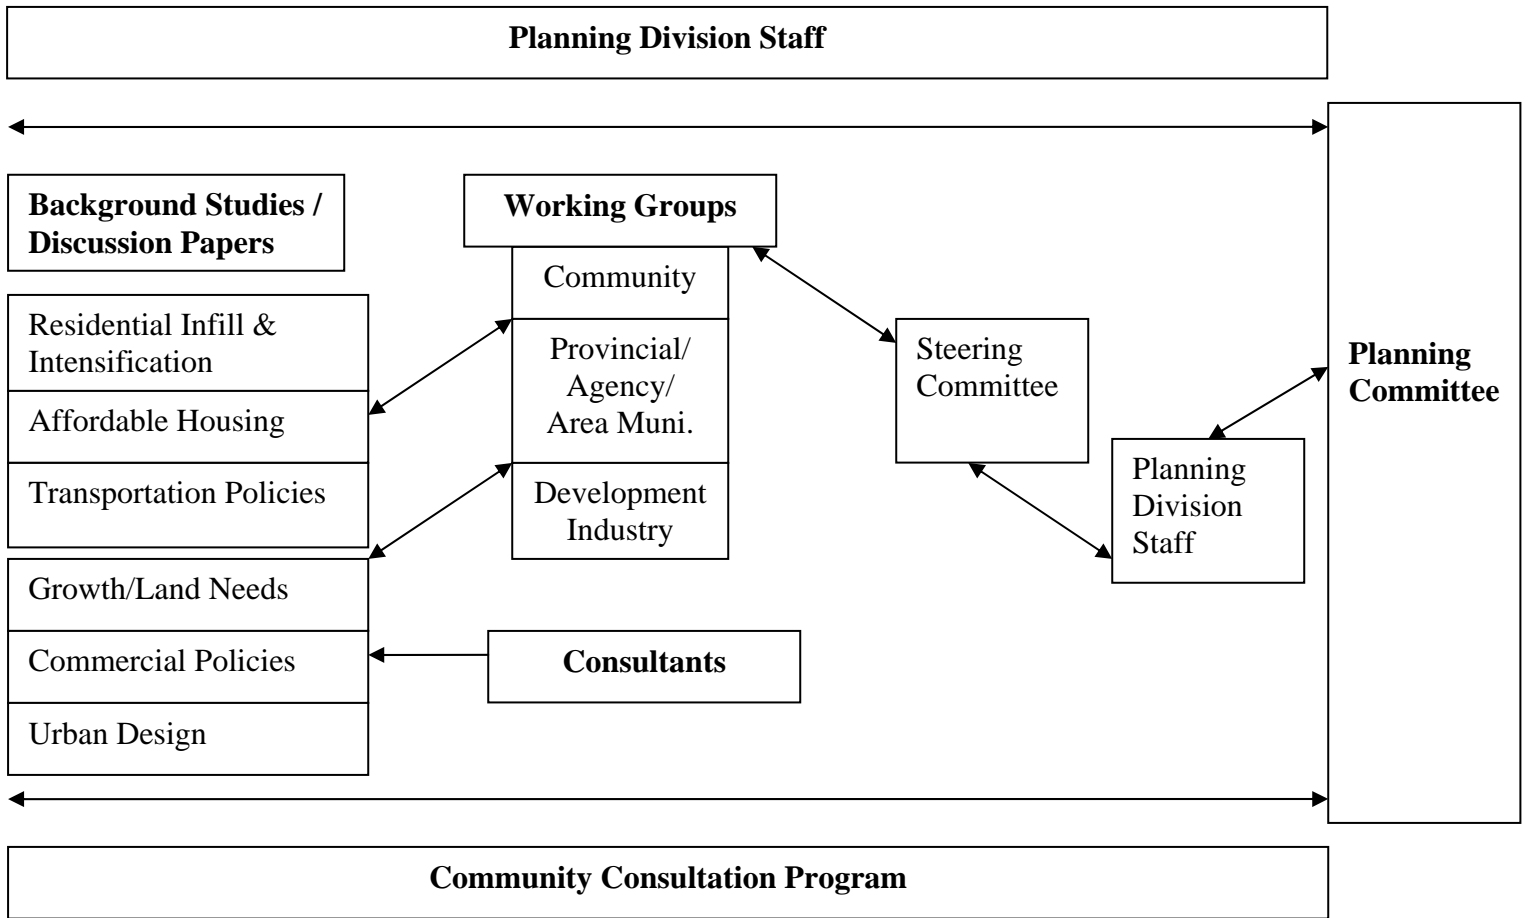 Planning Division Staff
Background Studies /
Discussion Papers
Residential Infill &
Intensification
Affordable Housing
Transportation Policies
Growth/Land Needs
Commercial Policies
Urban Design
Working Groups
Community
Provincial/
Agency/
Area Muni.
Development
Industry
Consultants
Steering
Committee
Planning
Division
Staff
Planning
Committee
Community Consultation Program